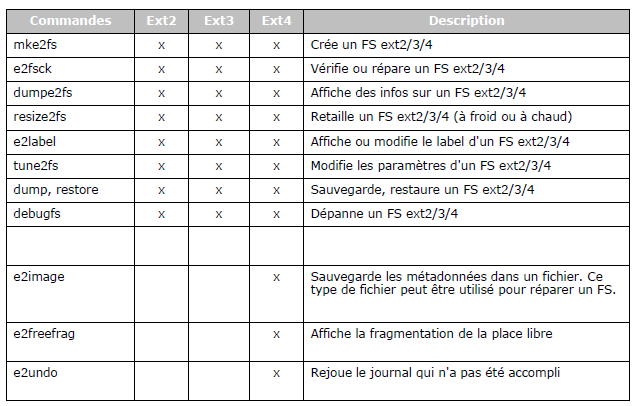 Commandes Ext2 Ext3 Ext4 Description
mke2fs x x x Crée un FS ext2/3/4
e2fsck x x x Vérifie ou répare un FS ext2/3/4
dumpe2fs x x x Affiche des infos sur un FS ext2/3/4
resize2fs x x x Retaille un FS ext2/3/4 (à froid ou à chaud)
e2label x x x Affiche ou modifie le label d'un FS ext2/3/4
tune2fs x x x Modifie les paramètres d'un FS ext2/3/4
dump, restore x x x Sauvegarde, restaure un FS ext2/3/4
debugfs x x x Dépanne un FS ext2/3/4
e2image x Sauvegarde les métadonnées dans un fichier. Ce
type de fichier peut être utilisé pour réparer un FS.
e2freefrag x Affiche la fragmentation de la place libre
e2undo x Rejoue le journal qui n'a pas été accompli